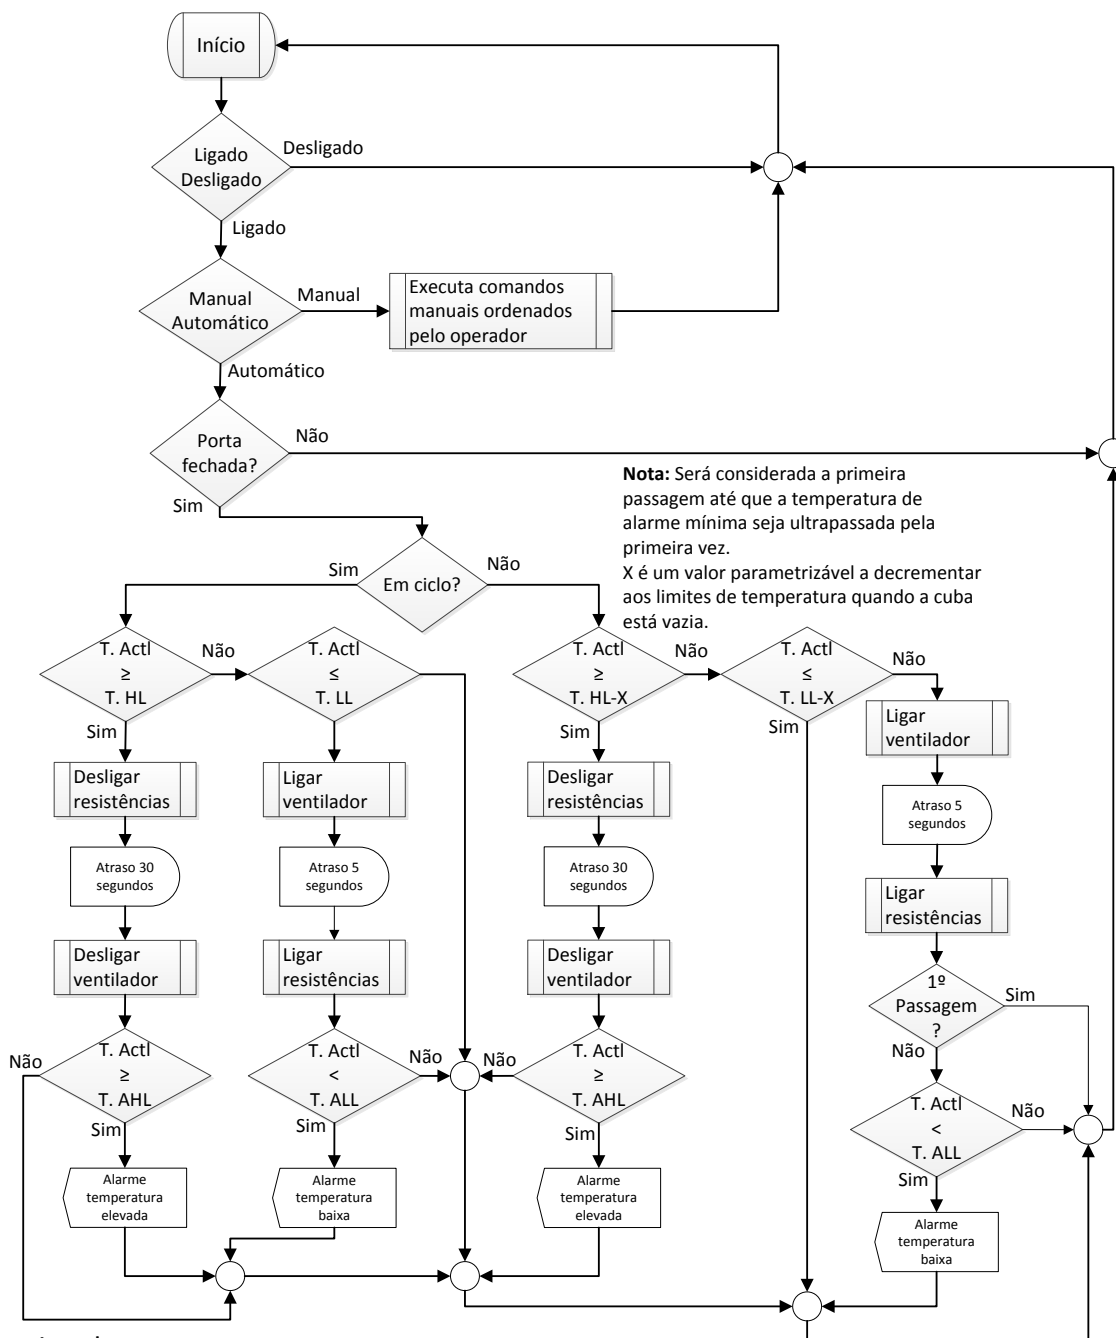 Início
Ligado
Desligado
Desligado
Ligado
Manual
Automático
Manual
Executa comandos
manuais ordenados
pelo operador
Automático
Porta
fechada?
Não
Sim
Nota: Será considerada a primeira
passagem até que a temperatura de
alarme mínima seja ultrapassada pela
primeira vez.
X é um valor parametrizável a decrementar
aos limites de temperatura quando a cuba
está vazia.
Em ciclo?
Sim
Não
T. Actl
≥
T. HL
Não
Sim
T. Actl
≤
T. LL
T. Actl
≥
T. HL-X
Não
Sim
T. Actl
≤
T. LL-X
Não
Sim
Desligar
resistências
Atraso 30
segundos
Desligar
ventilador
T. Actl
≥
T. AHL
Não
Sim
Alarme
temperatura
elevada
Ligar
ventilador
Atraso 5
segundos
Ligar
resistências
T. Actl
<
T. ALL
Não
Sim
Alarme
temperatura
baixa
Desligar
resistências
Atraso 30
segundos
Desligar
ventilador
T. Actl
≥
T. AHL
Não
Sim
Alarme
temperatura
elevada
Ligar
ventilador
Atraso 5
segundos
Ligar
resistências
1º
Passagem
?
Sim
Não
T. Actl
<
T. ALL
Não
Sim
Alarme
temperatura
baixa